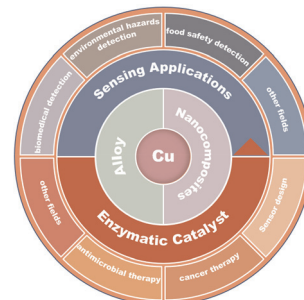 environmental hazards
detection
food safety detection
biomedical detection
other fields
Sensing Applications
Alloy
Cu
Nanocomposites
Enzymatic Catalyst
other fields
Sensor design
antimicrobial therapy
cancer therapy